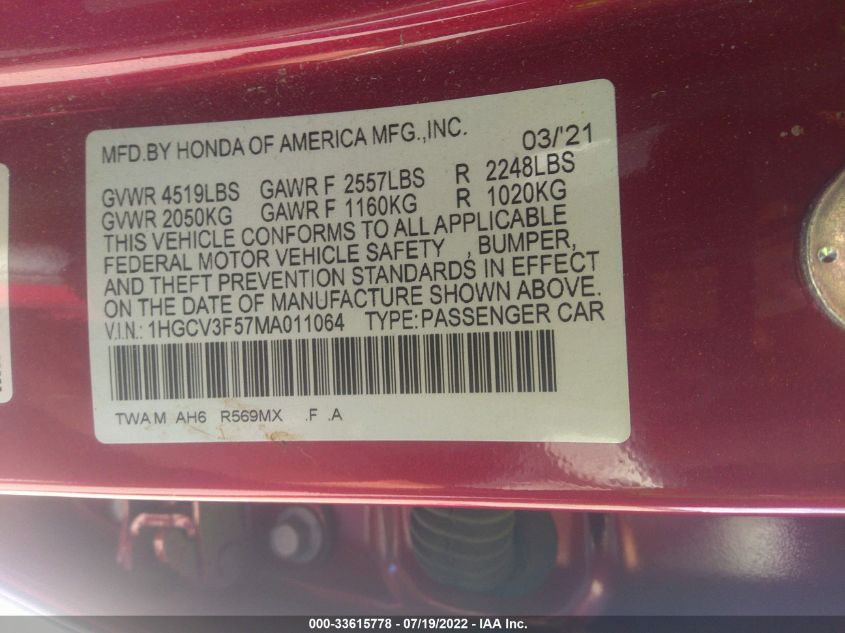 MFD.BY HONDA OF AMERICA MFG.,INC. 03/'21
GVWR 4519LBS GAWR F 2557LBS R 2248LBS
GVWR 2050KG GAWR F 1160KG R 1020KG
THIS VEHICLE CONFORMS TO ALL APPLICABLE
FEDERAL MOTOR VEHICLE SAFETY , BUMPER,
AND THEFT PREVENTION STANDARDS IN EFFECT
ON THE DATE OF MANUFACTURE SHOWN ABOVE.
V.I.N.: 1HGCV3F57MA011064 TYPE:PASSENGER CAR
TWA M AH6 R569MX .F .A
000-33615778 - 07/19/2022 - IAA Inc.